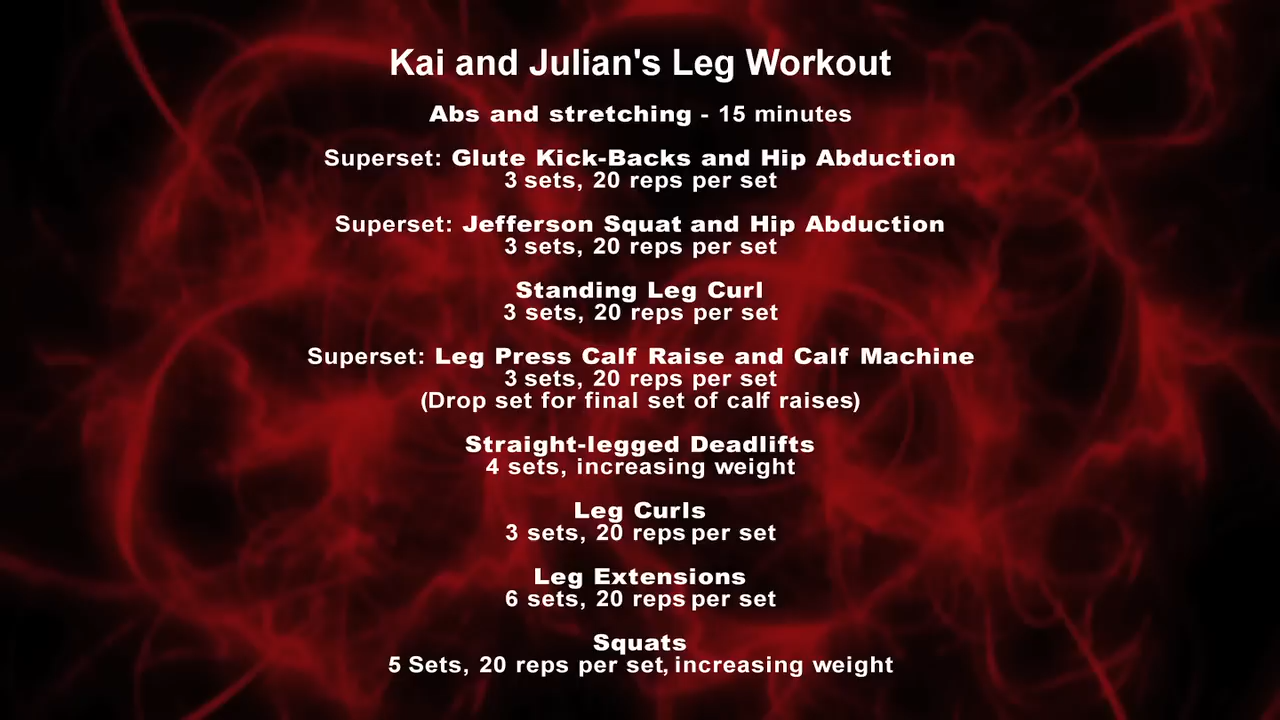 Kai and Julian's Leg Workout
Abs and stretching - 15 minutes
Superset: Glute Kick-Backs and Hip Abduction
3 sets, 20 reps per set
Superset: Jefferson Squat and Hip Abduction
3 sets, 20 reps per set
Standing Leg Curl
3 sets, 20 reps per set
Superset: Leg Press Calf Raise and Calf Machine
3 sets, 20 reps per set
(Drop set for final set of calf raises)
Straight-legged Deadlifts
4 sets, increasing weight
Leg Curls
3 sets, 20 reps per set
Leg Extensions
6 sets, 20 reps per set
Squats
5 Sets, 20 reps per set, increasing weight